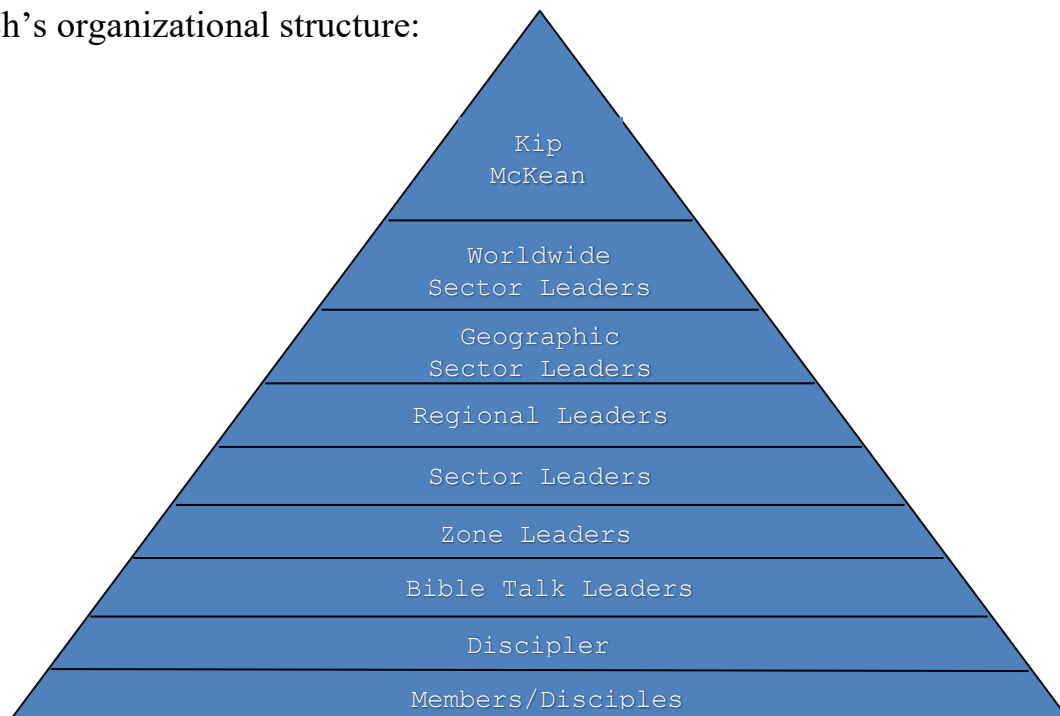 h's organizational structure:
Kip
McKean
Worldwide
Sector Leaders
Geographic
Sector Leaders
Regional Leaders
Sector Leaders
Zone Leaders
Bible Talk Leaders
Discipler
Members/Disciples